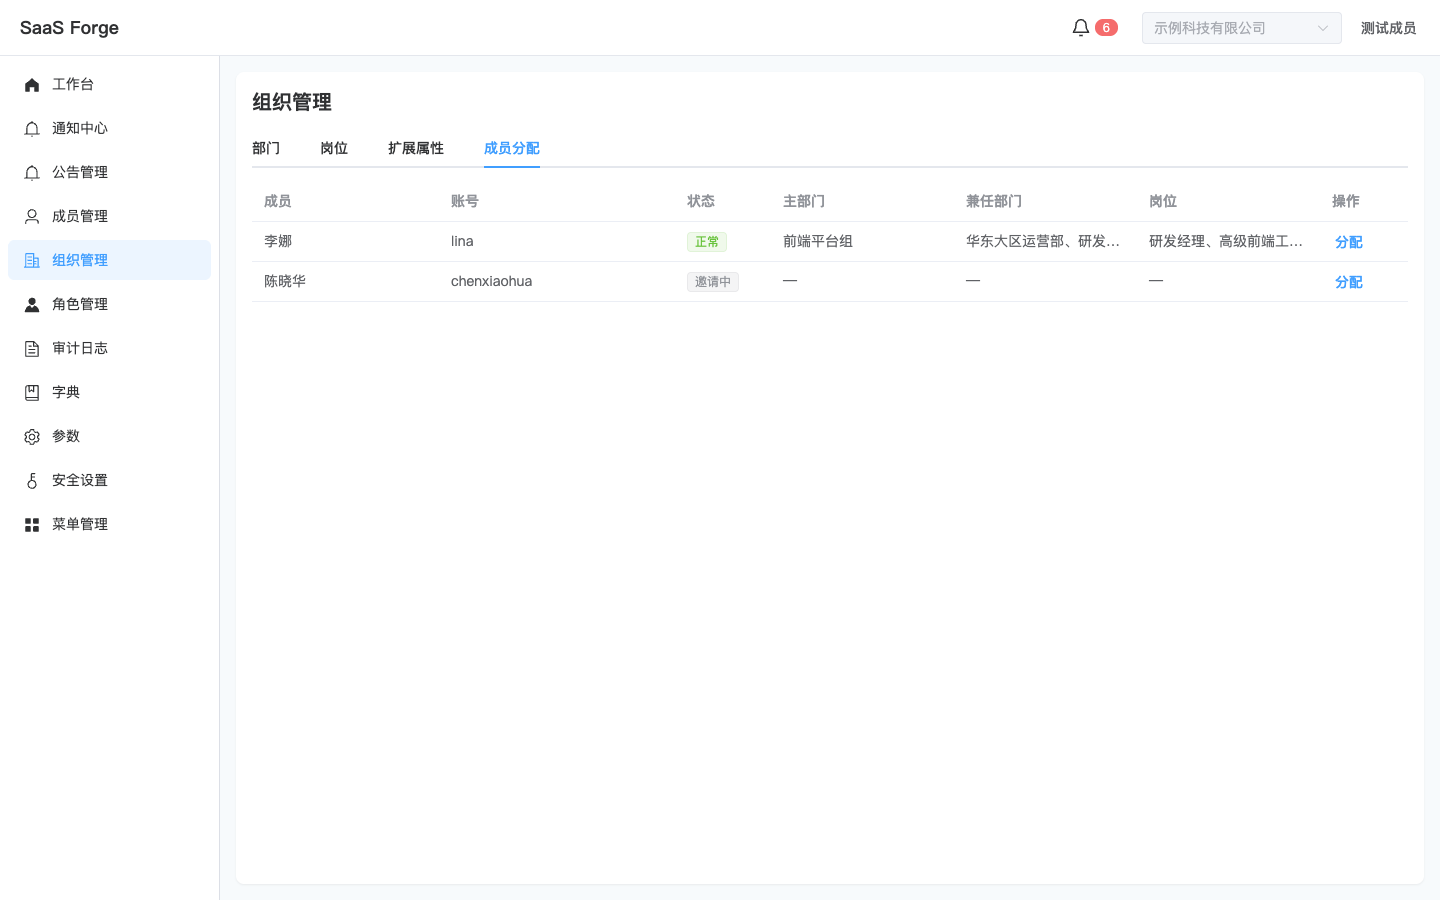 SaaS Forge
6
示例科技有限公司
测试成员
工作台
通知中心
公告管理
成员管理
组织管理
角色管理
审计日志
字典
参数
安全设置
菜单管理
组织管理
部门 岗位 扩展属性 成员分配
成员 账号 状态 主部门 兼任部门 岗位 操作
李娜 lina 正常 前端平台组 华东大区运营部、研发... 研发经理、高级前端工... 分配
陈晓华 chenxiaohua 邀请中 — — — 分配